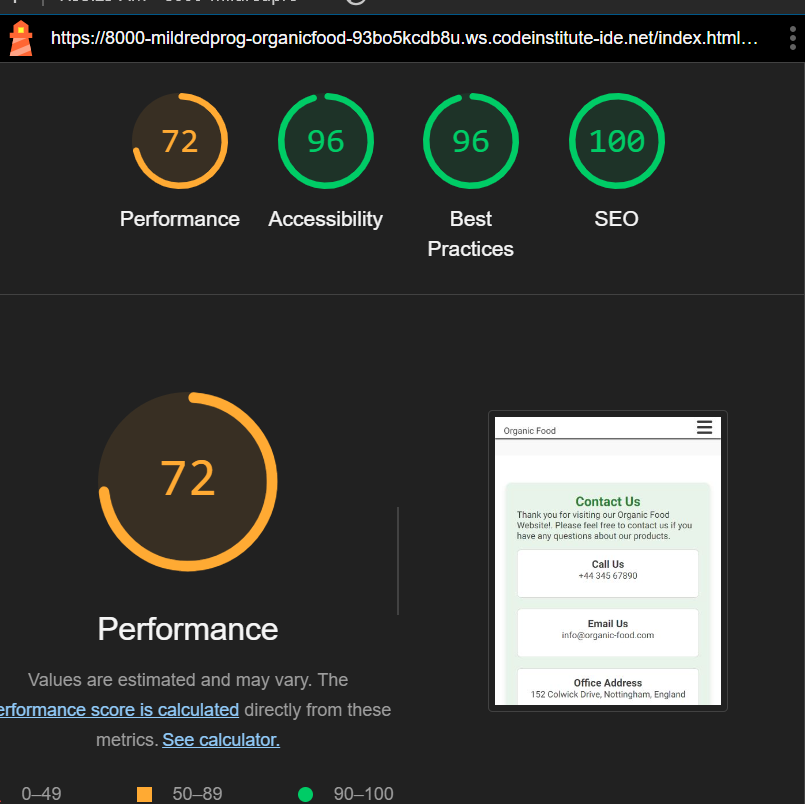 https://8000-mildredprog-organicfood-93bo5kcdb8u.ws.codeinstitute-ide.net/index.html…
72
96
96
100
Performance
Accessibility
Best
Practices
SEO
72
Performance
Values are estimated and may vary. The
erformance score is calculated directly from these
metrics. See calculator.
0–49
50–89
90–100
Organic Food
Contact Us
Thank you for visiting our Organic Food
Website!. Please feel free to contact us if you
have any questions about our products.
Call Us
+44 345 67890
Email Us
info@organic-food.com
Office Address
152 Colwick Drive, Nottingham, England